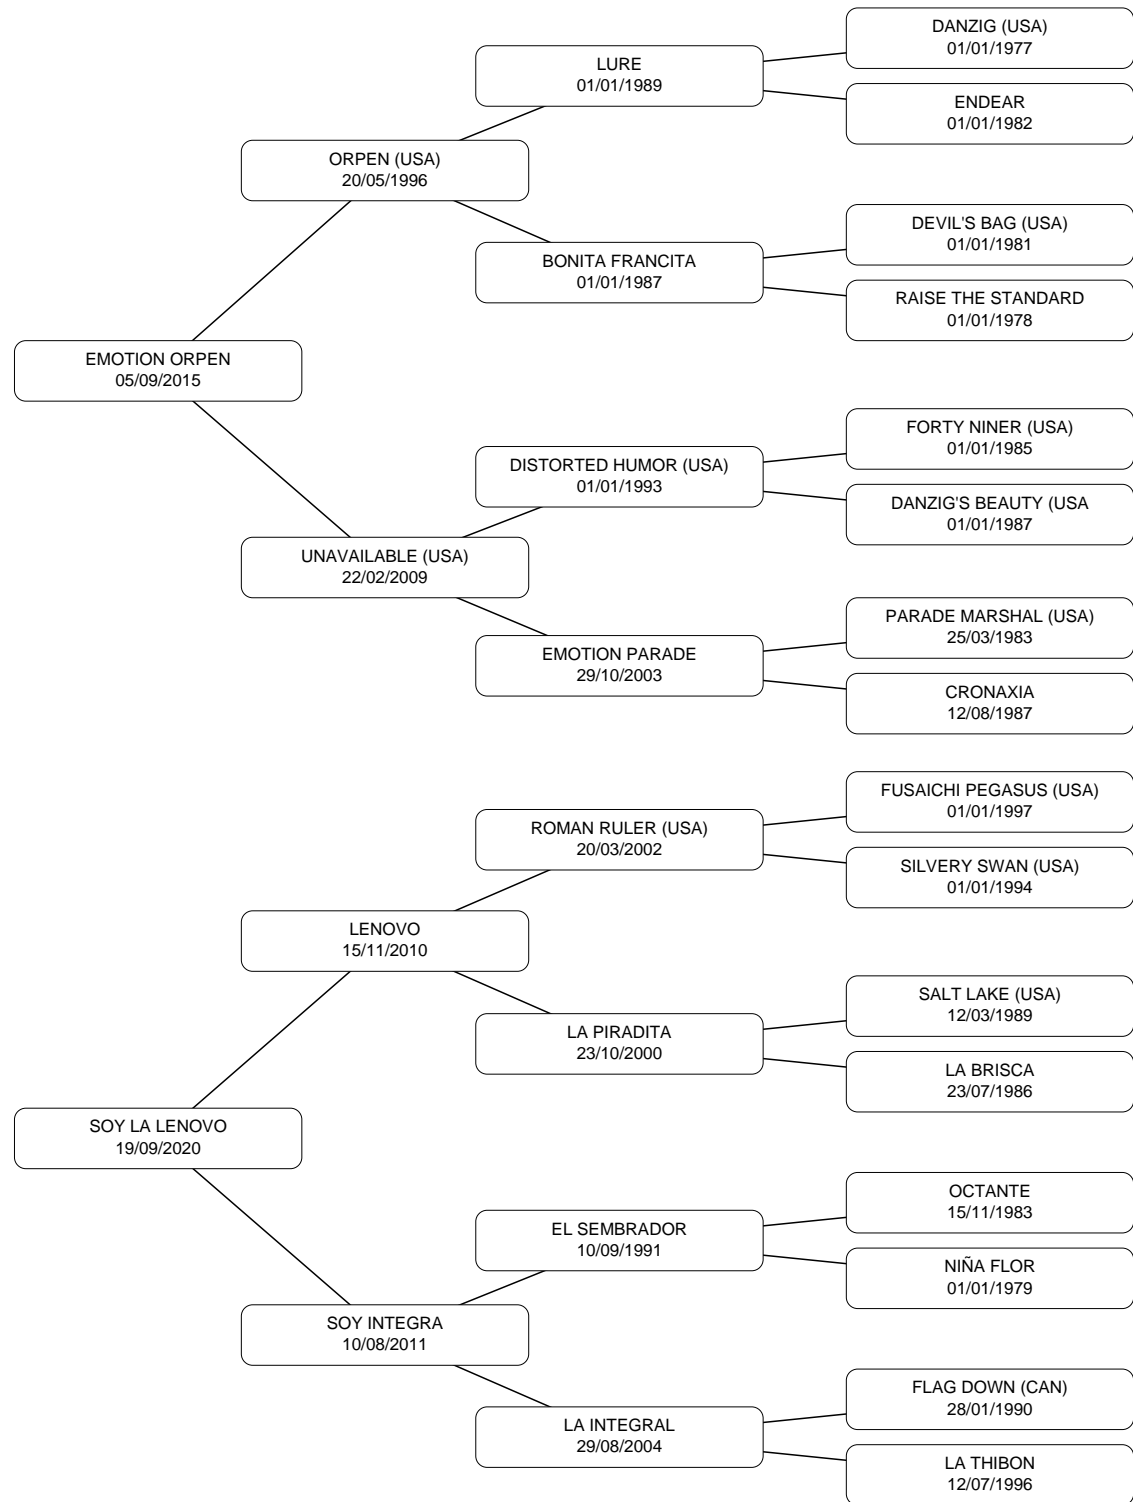 DANZIG (USA)
01/01/1977
LURE
01/01/1989
ENDEAR
01/01/1982
ORPEN (USA)
20/05/1996
DEVIL'S BAG (USA)
01/01/1981
BONITA FRANCITA
01/01/1987
RAISE THE STANDARD
01/01/1978
EMOTION ORPEN
05/09/2015
FORTY NINER (USA)
01/01/1985
DISTORTED HUMOR (USA)
01/01/1993
DANZIG'S BEAUTY (USA
01/01/1987
UNAVAILABLE (USA)
22/02/2009
PARADE MARSHAL (USA)
25/03/1983
EMOTION PARADE
29/10/2003
CRONAXIA
12/08/1987
FUSAICHI PEGASUS (USA)
01/01/1997
ROMAN RULER (USA)
20/03/2002
SILVERY SWAN (USA)
01/01/1994
LENOVO
15/11/2010
SALT LAKE (USA)
12/03/1989
LA PIRADITA
23/10/2000
LA BRISCA
23/07/1986
SOY LA LENOVO
19/09/2020
OCTANTE
15/11/1983
EL SEMBRADOR
10/09/1991
NIÑA FLOR
01/01/1979
SOY INTEGRA
10/08/2011
FLAG DOWN (CAN)
28/01/1990
LA INTEGRAL
29/08/2004
LA THIBON
12/07/1996